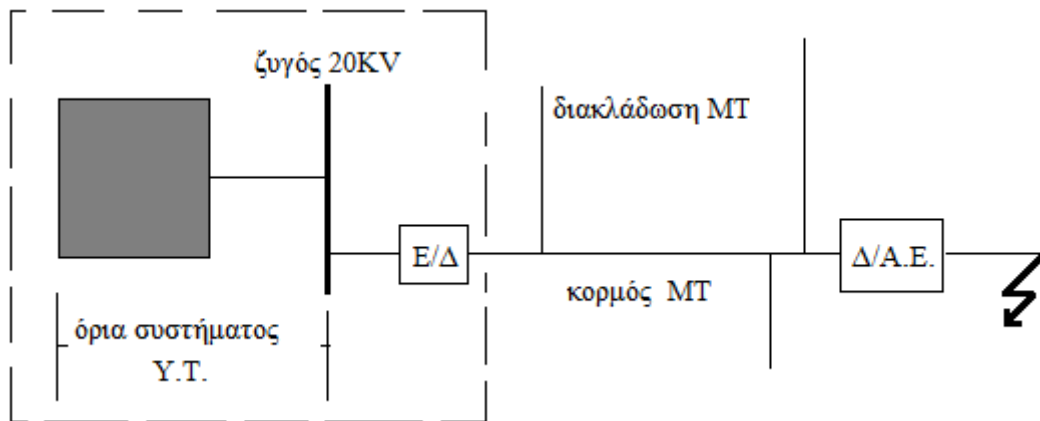 ζυγός 20KV
διακλάδωση ΜΤ
Ε/Δ
Δ/Α.Ε.
κορμός ΜΤ
όρια συστήματος
Υ.Τ.